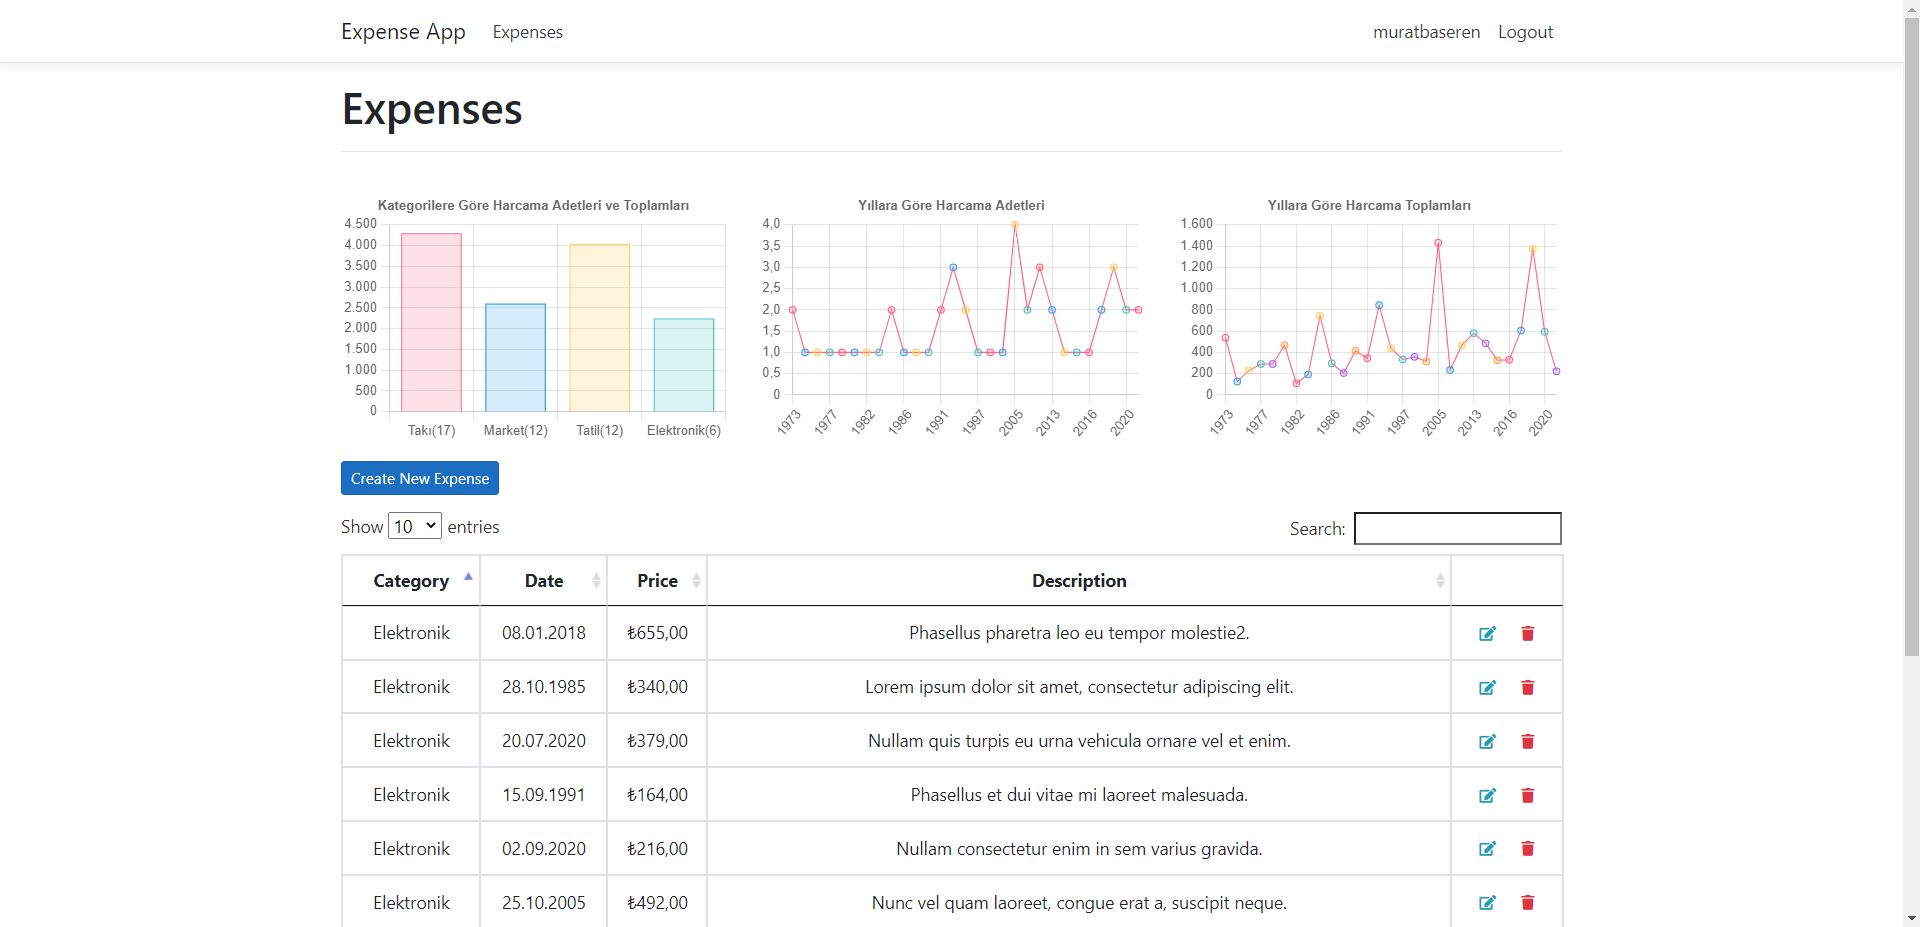 Expense App Expenses muratbaseren Logout
Expenses
Kategorilere Göre Harcama Adetleri ve Toplamları
4.500
4.000
3.500
3.000
2.500
2.000
1.500
1.000
500
0
Takı(17) Market(12) Tatil(12) Elektronik(6)
Yıllara Göre Harcama Adetleri
4,0
3,5
3,0
2,5
2,0
1,5
1,0
0,5
0
1973 1977 1982 1986 1991 1997 2005 2013 2016 2020
Yıllara Göre Harcama Toplamları
1.600
1.400
1.200
1.000
800
600
400
200
0
1973 1977 1982 1986 1991 1997 2005 2013 2016 2020
Create New Expense
Show 10 entries Search:
Category Date Price Description
Elektronik 08.01.2018 ₺655,00 Phasellus pharetra leo eu tempor molestie2.
Elektronik 28.10.1985 ₺340,00 Lorem ipsum dolor sit amet, consectetur adipiscing elit.
Elektronik 20.07.2020 ₺379,00 Nullam quis turpis eu urna vehicula ornare vel et enim.
Elektronik 15.09.1991 ₺164,00 Phasellus et dui vitae mi laoreet malesuada.
Elektronik 02.09.2020 ₺216,00 Nullam consectetur enim in sem varius gravida.
Elektronik 25.10.2005 ₺492,00 Nunc vel quam laoreet, congue erat a, suscipit neque.